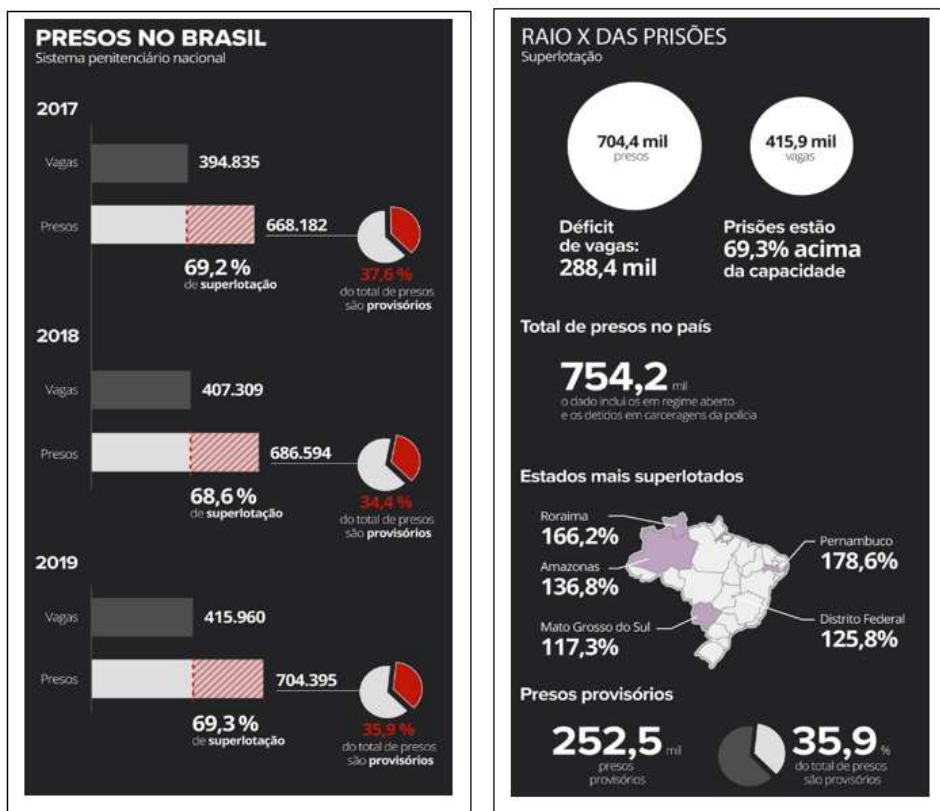 PRESOS NO BRASIL
Sistema penitenciário nacional
2017
Vagas
394.835
Presos
668.182
69,2 %
de superlotação
37,6 %
do total de presos
são provisórios
2018
Vagas
407.309
Presos
686.594
68,6 %
de superlotação
34,4 %
do total de presos
são provisórios
2019
Vagas
415.960
Presos
704.395
69,3 %
de superlotação
35,9 %
do total de presos
são provisórios
RAIO X DAS PRISÕES
Superlotação
704,4 mil
presos
415,9 mil
vagas
Déficit
de vagas:
288,4 mil
Prisões estão
69,3% acima
da capacidade
Total de presos no país
754,2 mil
o dado inclui os em regime aberto
e os detidos em carceragens da polícia
Estados mais superlotados
Roraima
166,2%
Amazonas
136,8%
Mato Grosso do Sul
117,3%
Pernambuco
178,6%
Distrito Federal
125,8%
Presos provisórios
252,5 mil
presos
provisórios
35,9 %
do total de presos
são provisórios